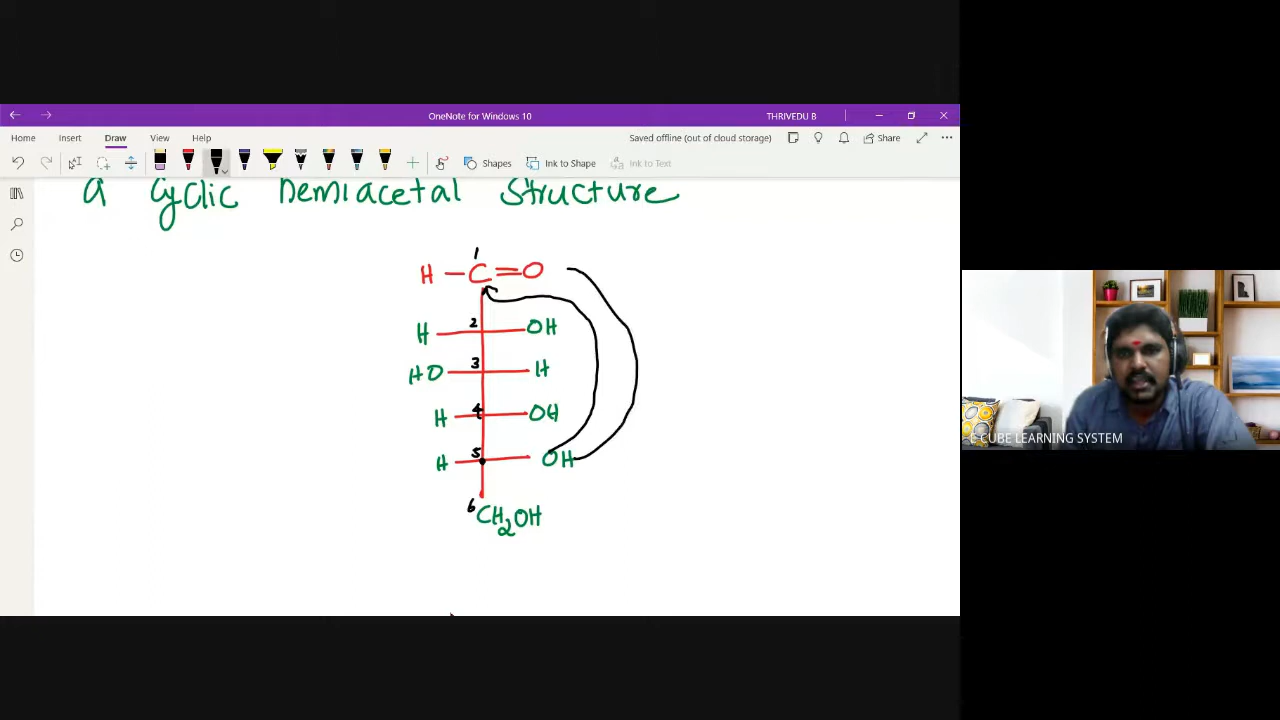 OneNote for Windows 10
THRIVEDU B
Home Insert Draw View Help
Saved offline (out of cloud storage)
Share
Shapes
Ink to Shape
Ink to Text
a Cyclic Demiacetal Structure
1
H - C = O
2
H OH
3
HO H
4
H OH
5
H OH
6
CH2OH
E CUBE LEARNING SYSTEM